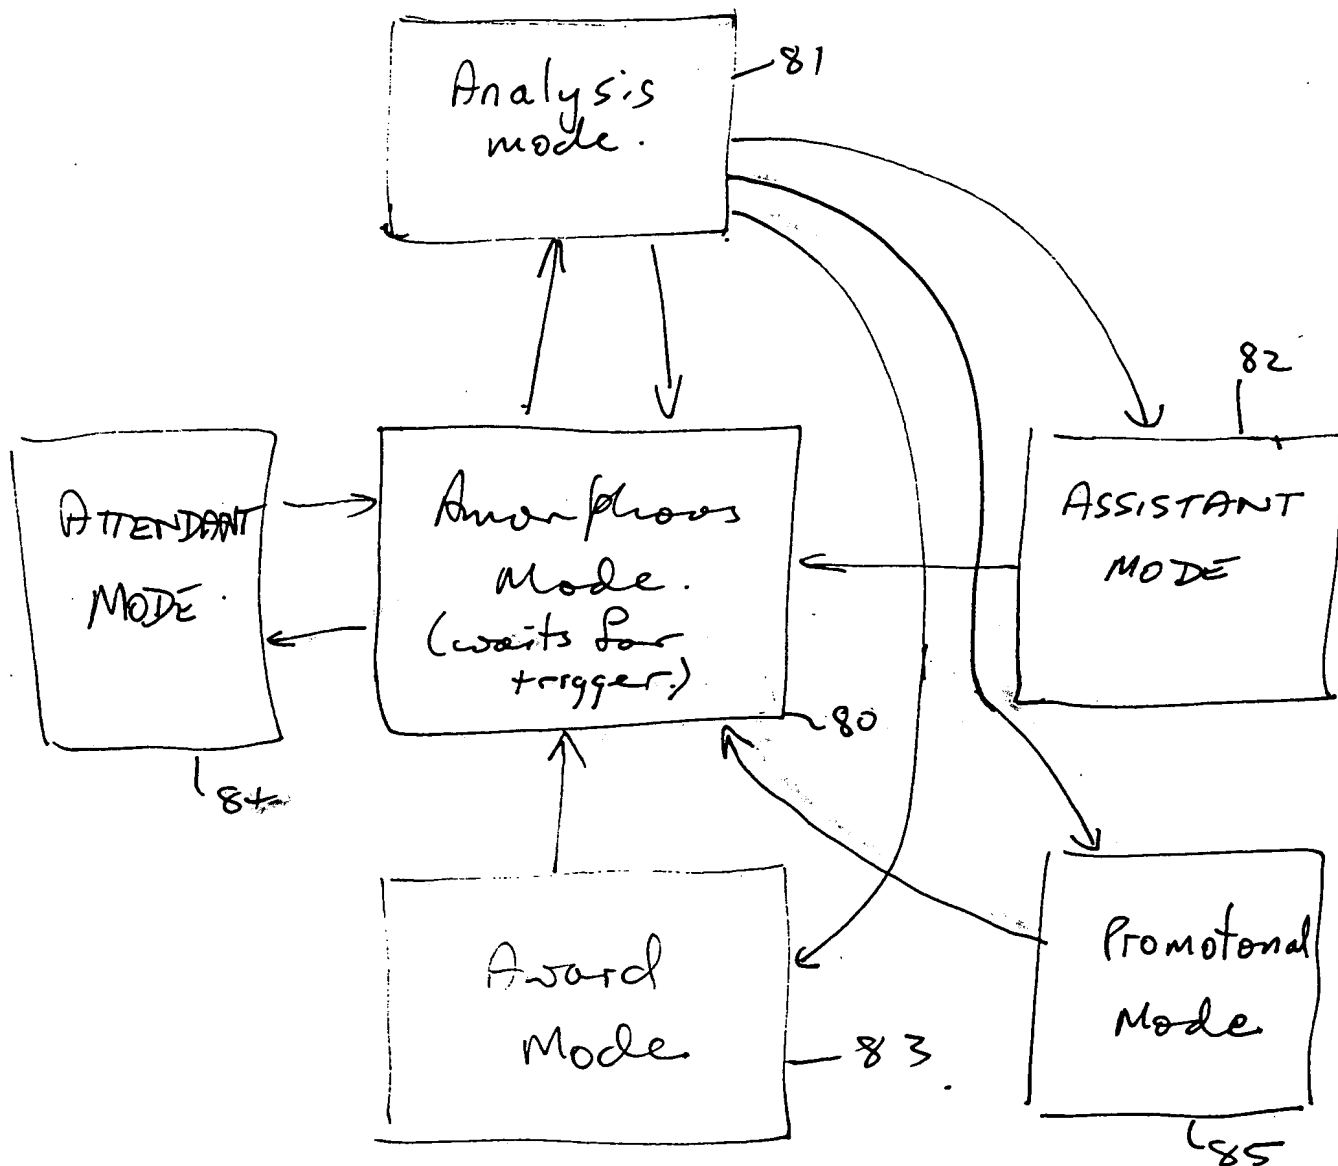 Analysis
mode.
81
82
ATTENDANT
MODE.
84
Amorphous
Mode.
(waits for
trigger.)
80
ASSISTANT
MODE
Award
Mode
83
Promotonal
Mode
85